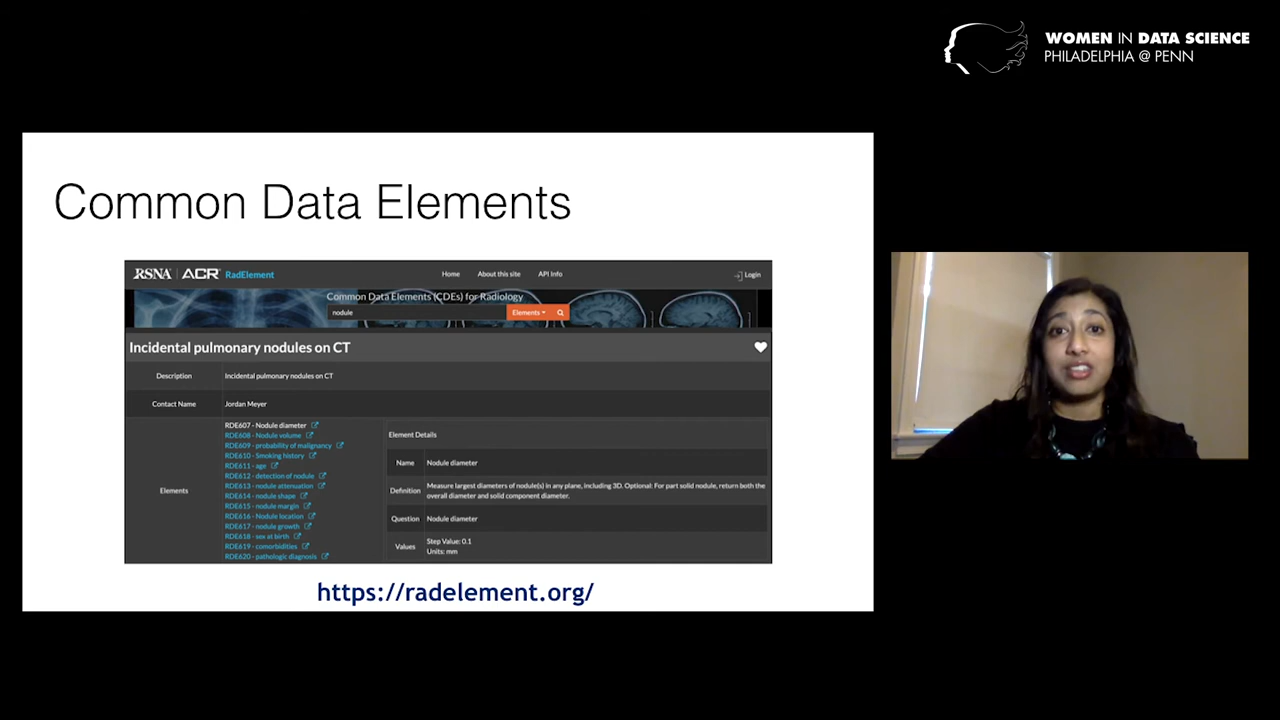 WOMEN IN DATA SCIENCE
PHILADELPHIA @ PENN
Common Data Elements
RSNA | ACR RadElement
Home About this site API Info Login
Common Data Elements (CDEs) for Radiology
nodule Elements
Incidental pulmonary nodules on CT
Description Incidental pulmonary nodules on CT
Contact Name Jordan Meyer
Elements
RDE607 - Nodule diameter
RDE608 - Nodule volume
RDE609 - probability of malignancy
RDE610 - Smoking history
RDE611 - age
RDE612 - detection of nodule
RDE613 - nodule attenuation
RDE614 - nodule shape
RDE615 - nodule margin
RDE616 - Nodule location
RDE617 - nodule growth
RDE618 - sex at birth
RDE619 - comorbidities
RDE620 - pathologic diagnosis
Element Details
Name Nodule diameter
Definition Measure largest diameters of nodule(s) in any plane, including 3D. Optional: For part solid nodule, return both the
overall diameter and solid component diameter.
Question Nodule diameter
Values Step Value: 0.1
Units: mm
https://radelement.org/